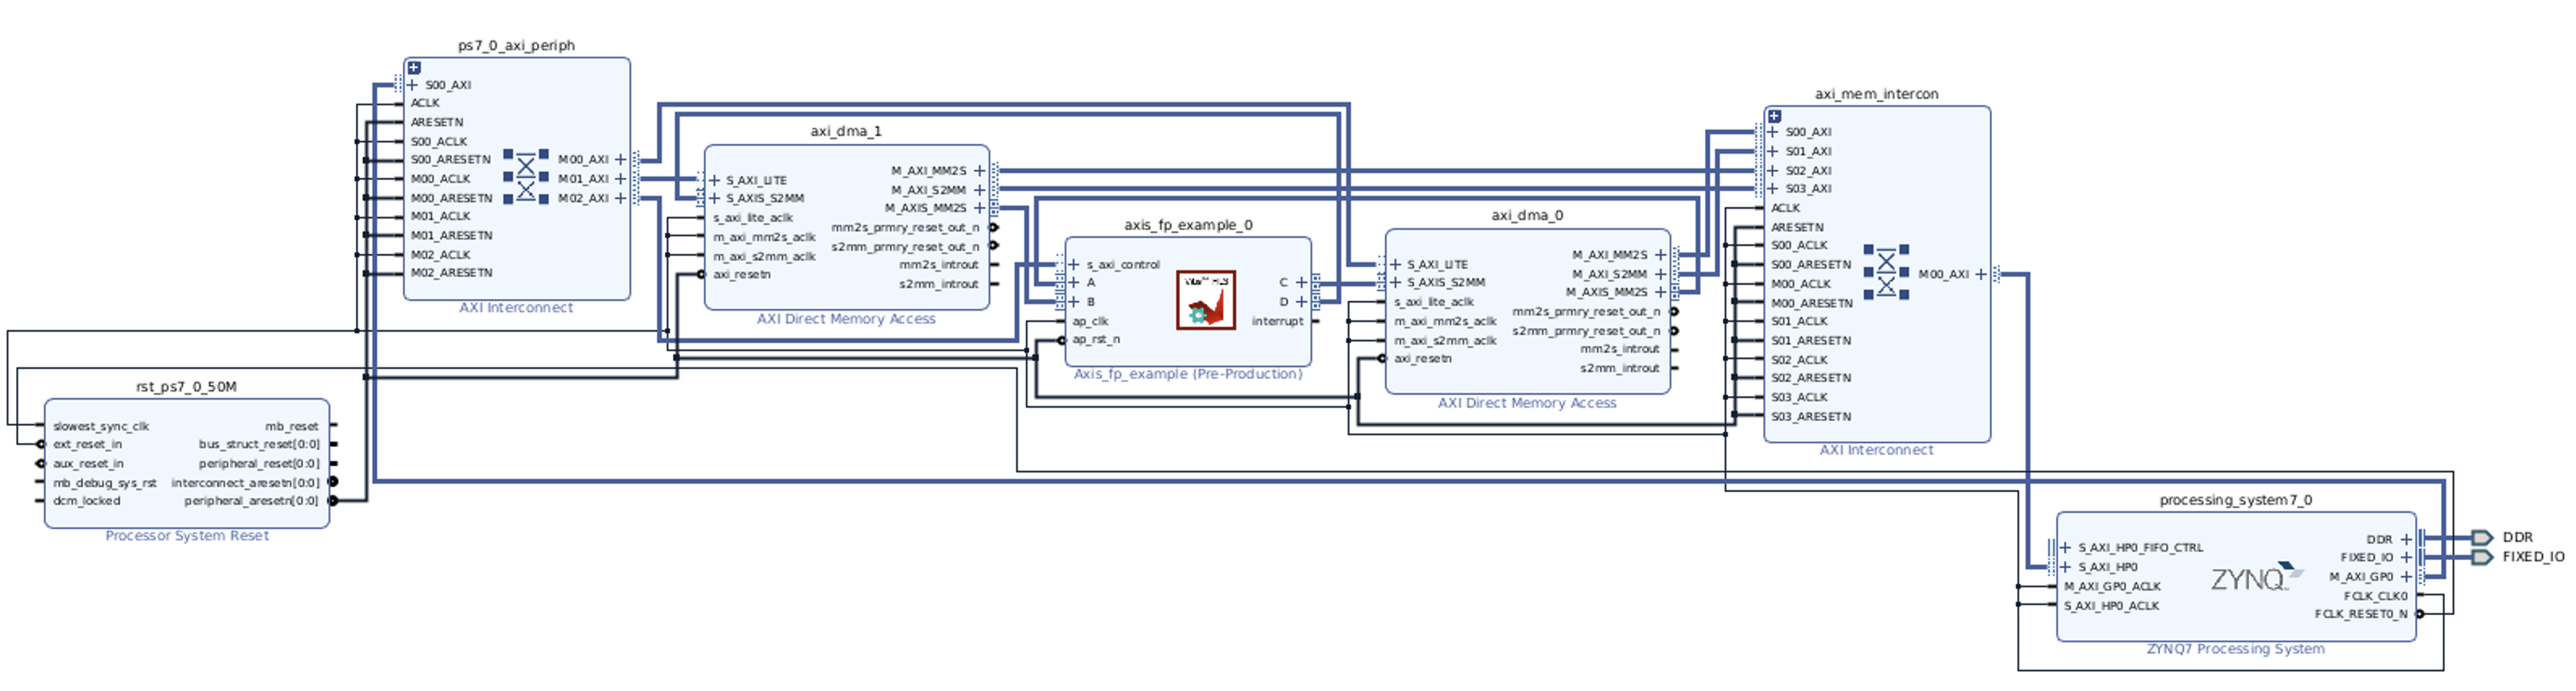 ps7_0_axi_periph
S00_AXI
ACLK
ARESETN
S00_ACLK
S00_ARESETN
M00_ACLK
M00_ARESETN
M01_ACLK
M01_ARESETN
M02_ACLK
M02_ARESETN
M00_AXI
M01_AXI
M02_AXI
AXI Interconnect
axi_dma_1
S_AXI_LITE
S_AXIS_S2MM
s_axi_lite_aclk
m_axi_mm2s_aclk
m_axi_s2mm_aclk
axi_resetn
M_AXI_MM2S
M_AXI_S2MM
M_AXIS_MM2S
mm2s_prmry_reset_out_n
s2mm_prmry_reset_out_n
mm2s_introut
s2mm_introut
AXI Direct Memory Access
axis_fp_example_0
s_axi_control
A
B
ap_clk
ap_rst_n
Vitis™ HLS
C
D
interrupt
Axis_fp_example (Pre-Production)
axi_dma_0
S_AXI_LITE
S_AXIS_S2MM
s_axi_lite_aclk
m_axi_mm2s_aclk
m_axi_s2mm_aclk
axi_resetn
M_AXI_MM2S
M_AXI_S2MM
M_AXIS_MM2S
mm2s_prmry_reset_out_n
s2mm_prmry_reset_out_n
mm2s_introut
s2mm_introut
AXI Direct Memory Access
axi_mem_intercon
S00_AXI
S01_AXI
S02_AXI
S03_AXI
ACLK
ARESETN
S00_ACLK
S00_ARESETN
M00_ACLK
M00_ARESETN
S01_ACLK
S01_ARESETN
S02_ACLK
S02_ARESETN
S03_ACLK
S03_ARESETN
M00_AXI
AXI Interconnect
rst_ps7_0_50M
slowest_sync_clk
ext_reset_in
aux_reset_in
mb_debug_sys_rst
dcm_locked
mb_reset
bus_struct_reset[0:0]
peripheral_reset[0:0]
interconnect_aresetn[0:0]
peripheral_aresetn[0:0]
Processor System Reset
processing_system7_0
S_AXI_HP0_FIFO_CTRL
S_AXI_HP0
M_AXI_GP0_ACLK
S_AXI_HP0_ACLK
ZYNQ
DDR
FIXED_IO
M_AXI_GP0
FCLK_CLK0
FCLK_RESET0_N
ZYNQ7 Processing System
DDR
FIXED_IO